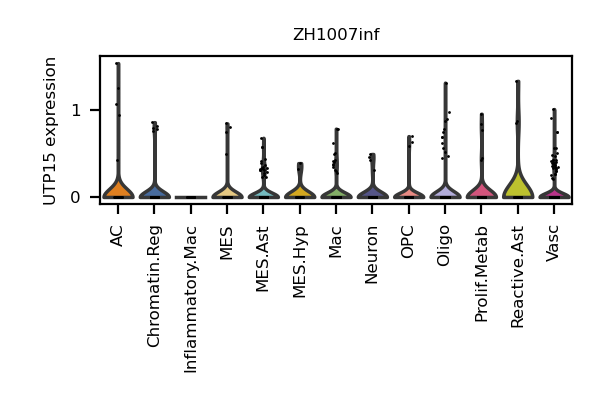 ZH1007inf
UTP15 expression
1
0
AC
Chromatin.Reg
Inflammatory.Mac
MES
MES.Ast
MES.Hyp
Mac
Neuron
OPC
Oligo
Prolif.Metab
Reactive.Ast
Vasc